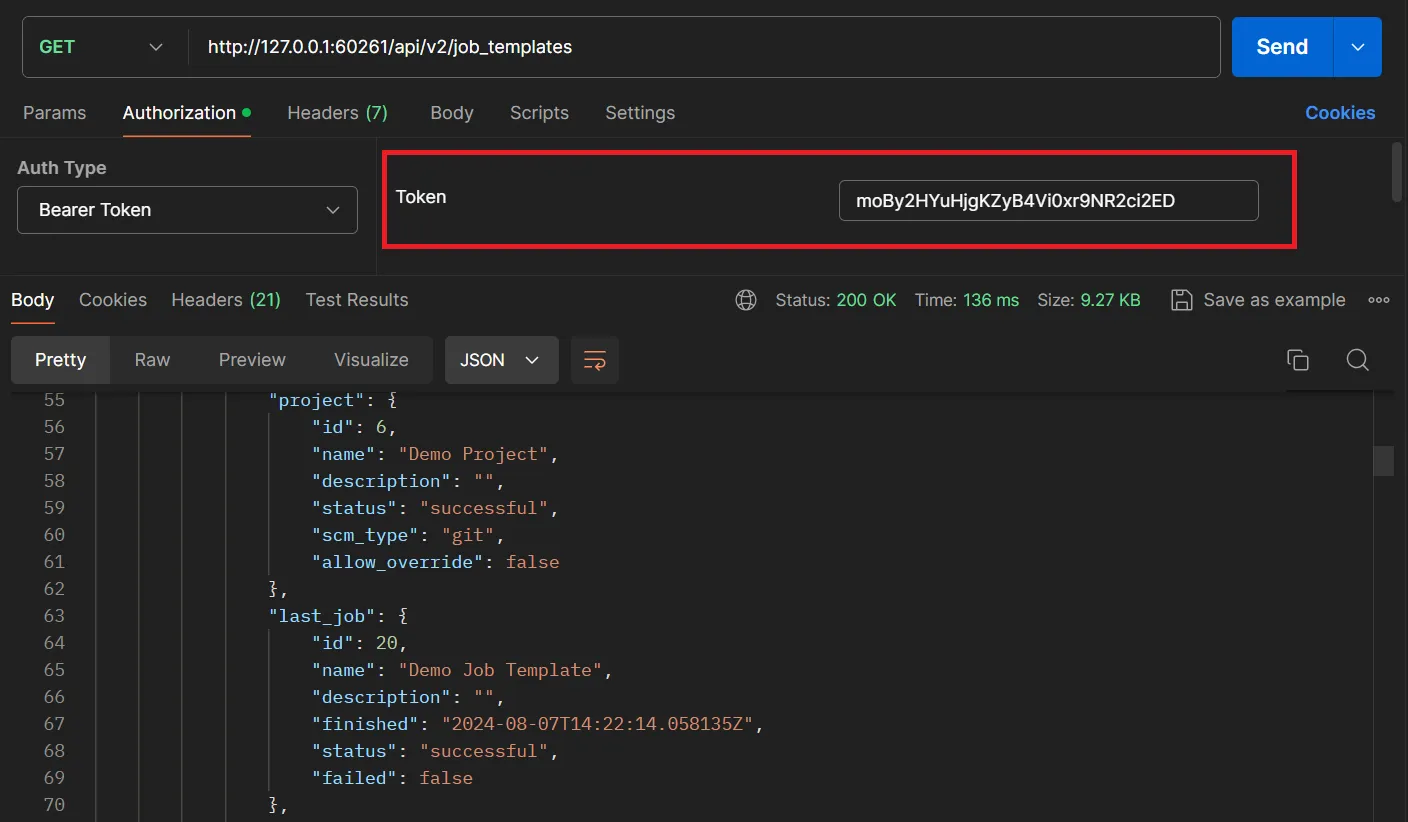 GET http://127.0.0.1:60261/api/v2/job_templates Send
Params Authorization Headers (7) Body Scripts Settings Cookies
Auth Type
Bearer Token
Token moBy2HYuHjgKZyB4Vi0xr9NR2ci2ED
Body Cookies Headers (21) Test Results Status: 200 OK Time: 136 ms Size: 9.27 KB Save as example
Pretty Raw Preview Visualize JSON
55 "project": {
56 "id": 6,
57 "name": "Demo Project",
58 "description": "",
59 "status": "successful",
60 "scm_type": "git",
61 "allow_override": false
62 },
63 "last_job": {
64 "id": 20,
65 "name": "Demo Job Template",
66 "description": "",
67 "finished": "2024-08-07T14:22:14.058135Z",
68 "status": "successful",
69 "failed": false
70 },